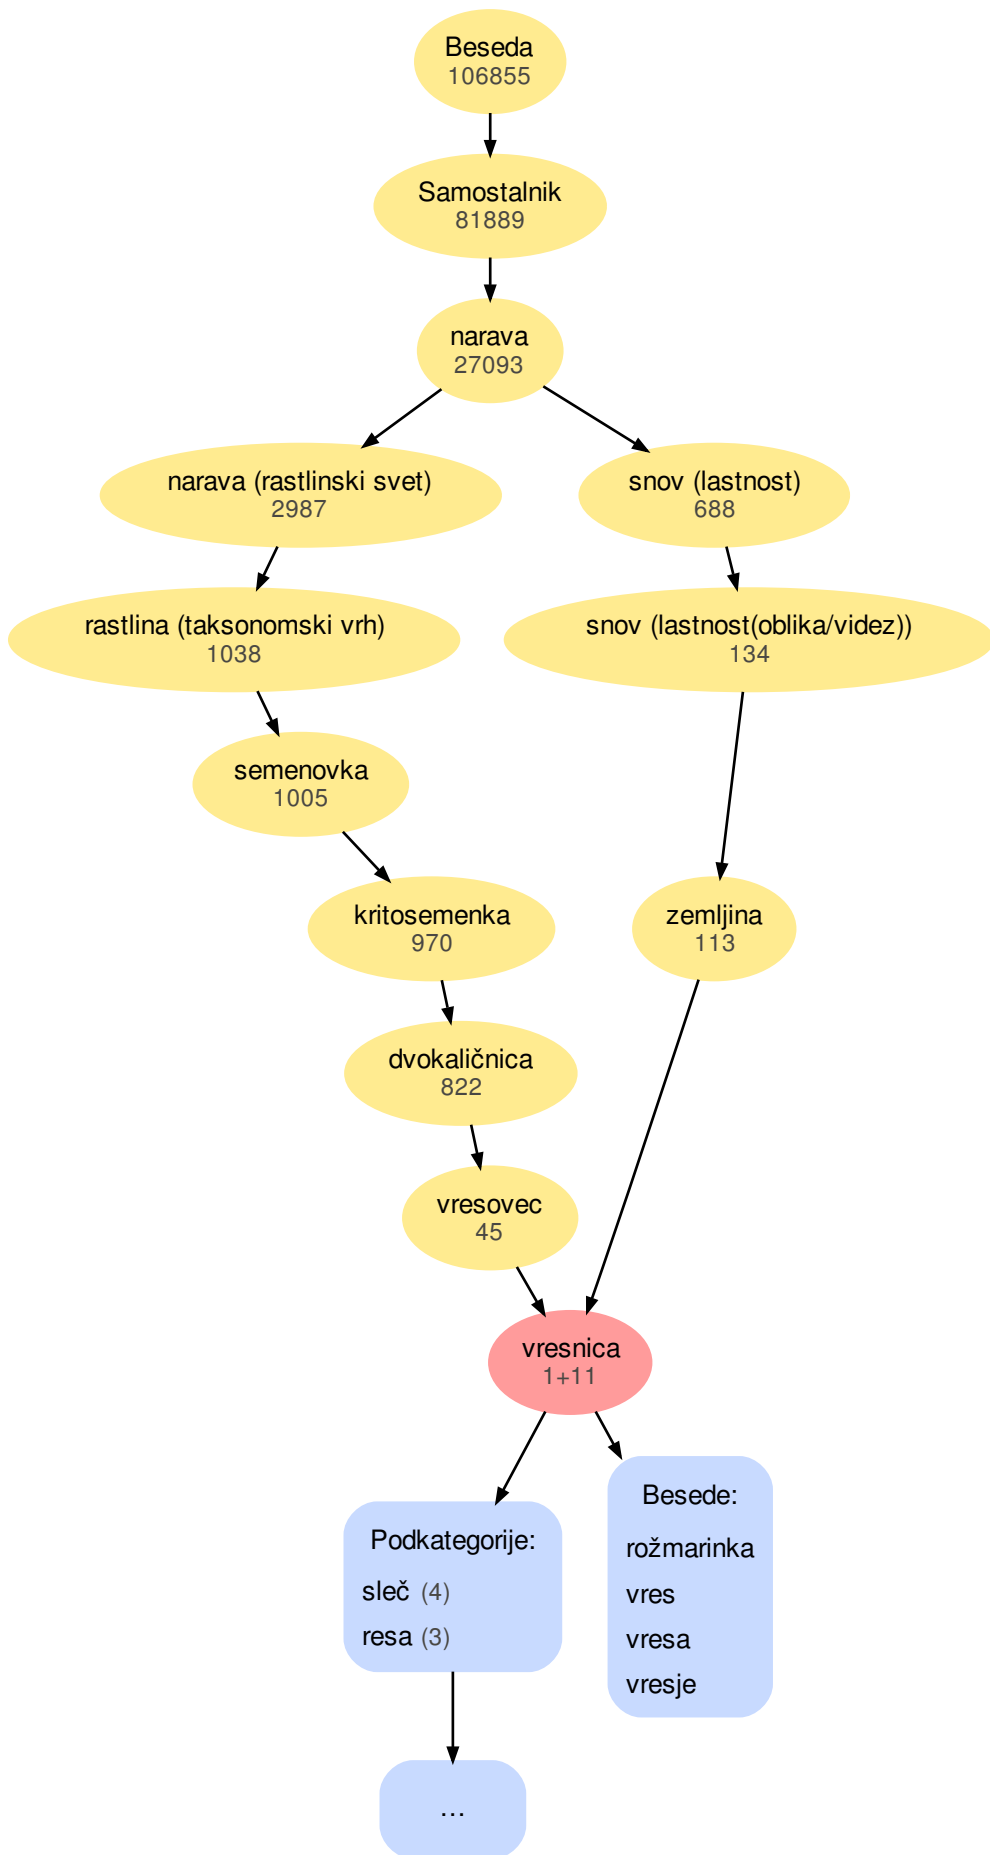 Beseda
106855
Samostalnik
81889
narava
27093
narava (rastlinski svet)
2987
snov (lastnost)
688
rastlina (taksonomski vrh)
1038
snov (lastnost(oblika/videz))
134
semenovka
1005
kritosemenka
970
zemljina
113
dvokaličnica
822
vresovec
45
vresnica
1+11
Podkategorije:
sleč (4)
resa (3)
Besede:
rožmarinka
vres
vresa
vresje
...